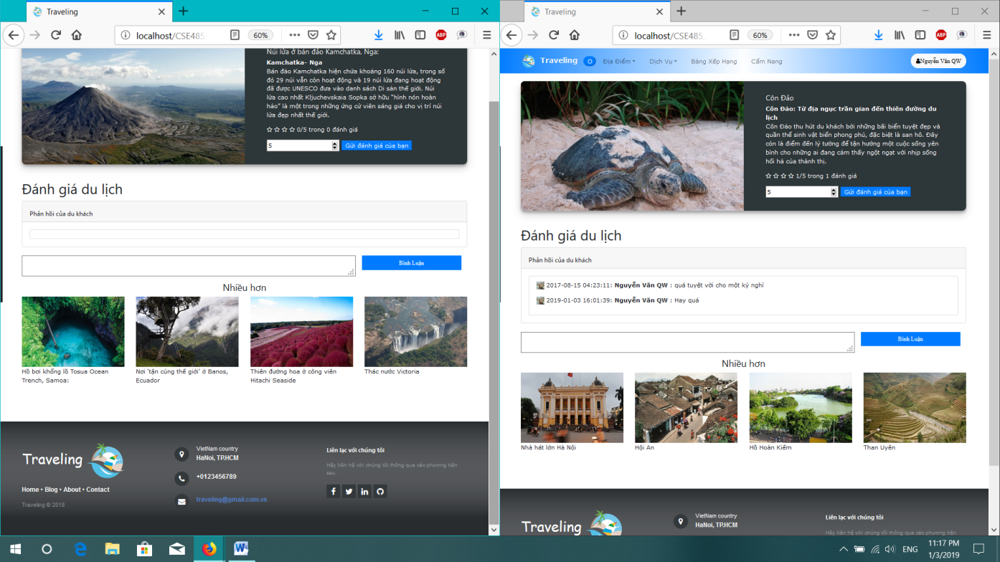 Traveling
localhost/CSE485
60%
ABP
Núi lửa ở bán đảo Kamchatka, Nga:
Kamchatka- Nga
Bán đảo Kamchatka hiện chứa khoảng 160 núi lửa, trong số
đó 29 núi vẫn còn hoạt động và 19 núi lửa đang hoạt động
đã được UNESCO đưa vào danh sách Di sản thế giới. Núi
lửa cao nhất Kljuchevskaia Sopka sở hữu "hình nón hoàn
hảo" là một trong những ứng cử viên sáng giá cho vị trí núi
lửa đẹp nhất thế giới.
0/5 trong 0 đánh giá
5
Gửi đánh giá của bạn
Đánh giá du lịch
Phản hồi của du khách
Bình Luận
Nhiều hơn
Hồ bơi khổng lồ Tosua Ocean
Trench, Samoa:
Nơi 'tận cùng thế giới' ở Banos,
Ecuador
Thiên đường hoa ở công viên
Hitachi Seaside
Thác nước Victoria
Traveling
Home • Blog • About • Contact
Traveling © 2018
VietNam country
HaNoi, TP.HCM
+0123456789
traveling@gmail.com.vn
Liên lạc với chúng tôi
Hãy liên hệ với chúng tôi thông qua các phương tiện
sau:
Traveling
localhost/CSE485
60%
ABP
Traveling
Địa Điểm
Dịch Vụ
Bảng Xếp Hạng
Cẩm Nang
Nguyễn Văn QW
Côn Đảo
Côn Đảo: Từ địa ngục trần gian đến thiên đường du
lịch
Côn Đảo thu hút du khách bởi những bãi biển tuyệt đẹp và
quần thể sinh vật biển phong phú, đặc biệt là san hô. Đây
còn là điểm đến lý tưởng để tận hưởng một cuộc sống yên
bình cho những ai đang cảm thấy ngột ngạt với nhịp sống
hối hả của thành thị.
1/5 trong 1 đánh giá
5
Gửi đánh giá của bạn
Đánh giá du lịch
Phản hồi của du khách
2017-08-15 04:23:11: Nguyễn Văn QW : quá tuyệt vời cho một kỳ nghỉ
2019-01-03 16:01:39: Nguyễn Văn QW : Hay quá
Bình Luận
Nhiều hơn
Nhà hát lớn Hà Nội
Hội An
Hồ Hoàn Kiếm
Than Uyên
Traveling
VietNam country
HaNoi, TP.HCM
Liên lạc với chúng tôi
Hãy liên hệ với chúng tôi thông qua các phương tiện
ENG
11:17 PM
1/3/2019